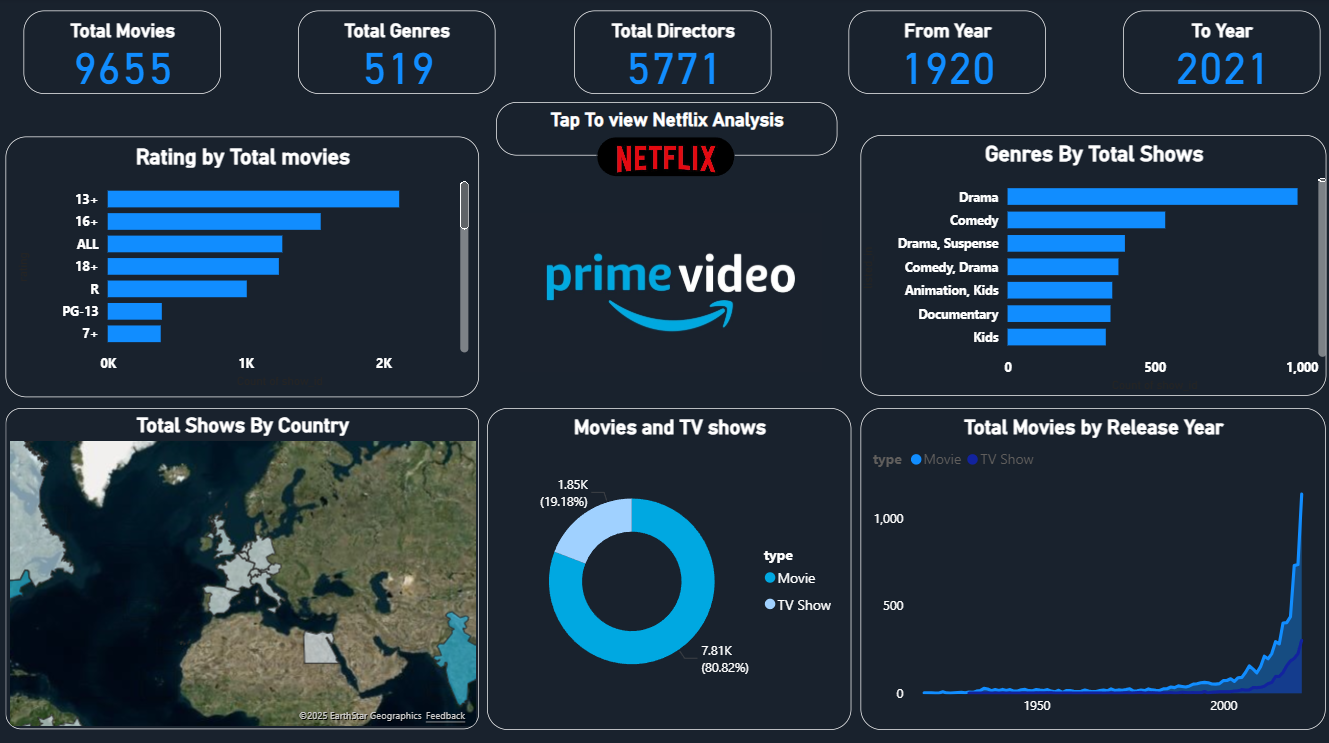 Total Movies
9655
Total Genres
519
Total Directors
5771
From Year
1920
To Year
2021
Tap To view Netflix Analysis
NETFLIX
Rating by Total movies
13+
16+
ALL
18+
R
PG-13
7+
0K 1K 2K
prime video
Genres By Total Shows
Drama
Comedy
Drama, Suspense
Comedy, Drama
Animation, Kids
Documentary
Kids
0 500 1,000
Total Shows By Country
©2025 EarthStar Geographics Feedback
Movies and TV shows
1.85K
(19.18%)
type
Movie
TV Show
7.81K
(80.82%)
Total Movies by Release Year
type Movie TV Show
1,000
500
0
1950 2000